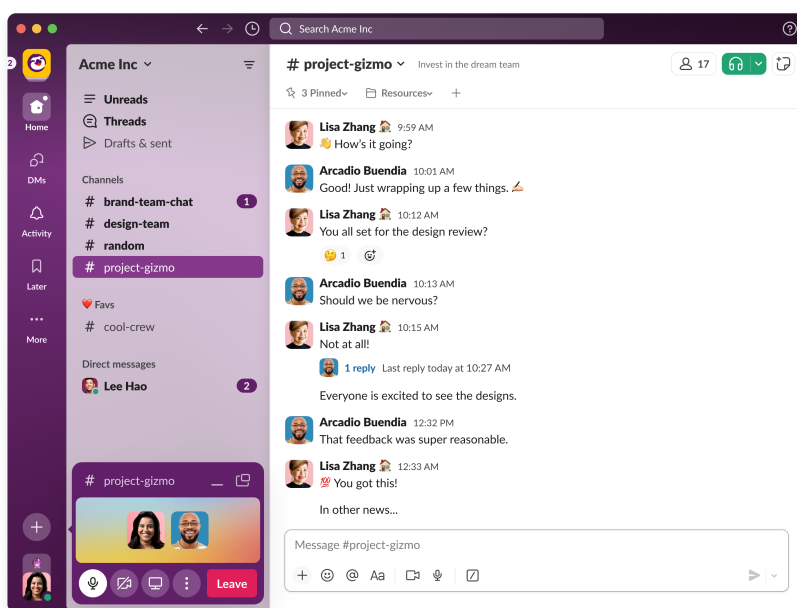 Search Acme Inc
2
Acme Inc
# project-gizmo
Invest in the dream team
17
3 Pinned
Resources
Home
DMs
Activity
Later
More
Unreads
Threads
Drafts & sent
Channels
# brand-team-chat 1
# design-team
# random
# project-gizmo
Favs
# cool-crew
Direct messages
Lee Hao 2
# project-gizmo
Leave
Lisa Zhang 9:59 AM
👋 How's it going?
Arcadio Buendia 10:01 AM
Good! Just wrapping up a few things. ✍️
Lisa Zhang 10:12 AM
You all set for the design review?
🤔 1
Arcadio Buendia 10:13 AM
Should we be nervous?
Lisa Zhang 10:15 AM
Not at all!
1 reply Last reply today at 10:27 AM
Everyone is excited to see the designs.
Arcadio Buendia 12:32 PM
That feedback was super reasonable.
Lisa Zhang 12:33 AM
💯 You got this!
In other news...
Message #project-gizmo
Aa